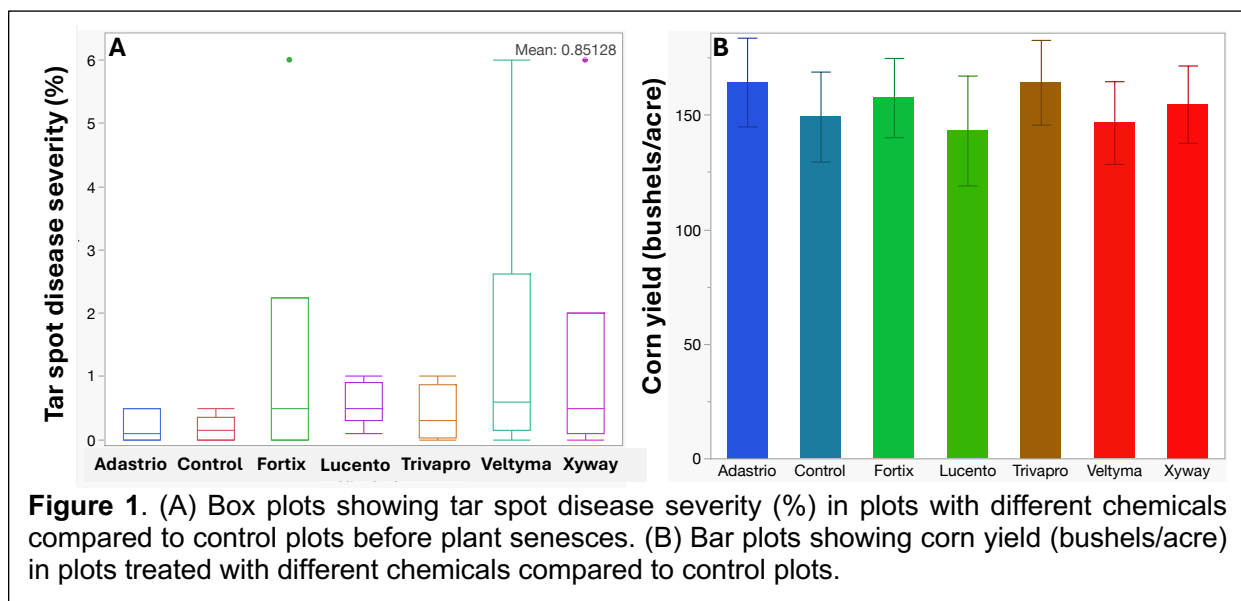 A
Mean: 0.85128
Tar spot disease severity (%)
6
5
4
3
2
1
0
Adastrio Control Fortix Lucento Trivapro Veltyma Xyway
B
Corn yield (bushels/acre)
150
100
50
0
Adastrio Control Fortix Lucento Trivapro Veltyma Xyway
Figure 1. (A) Box plots showing tar spot disease severity (%) in plots with different chemicals
compared to control plots before plant senesces. (B) Bar plots showing corn yield (bushels/acre)
in plots treated with different chemicals compared to control plots.